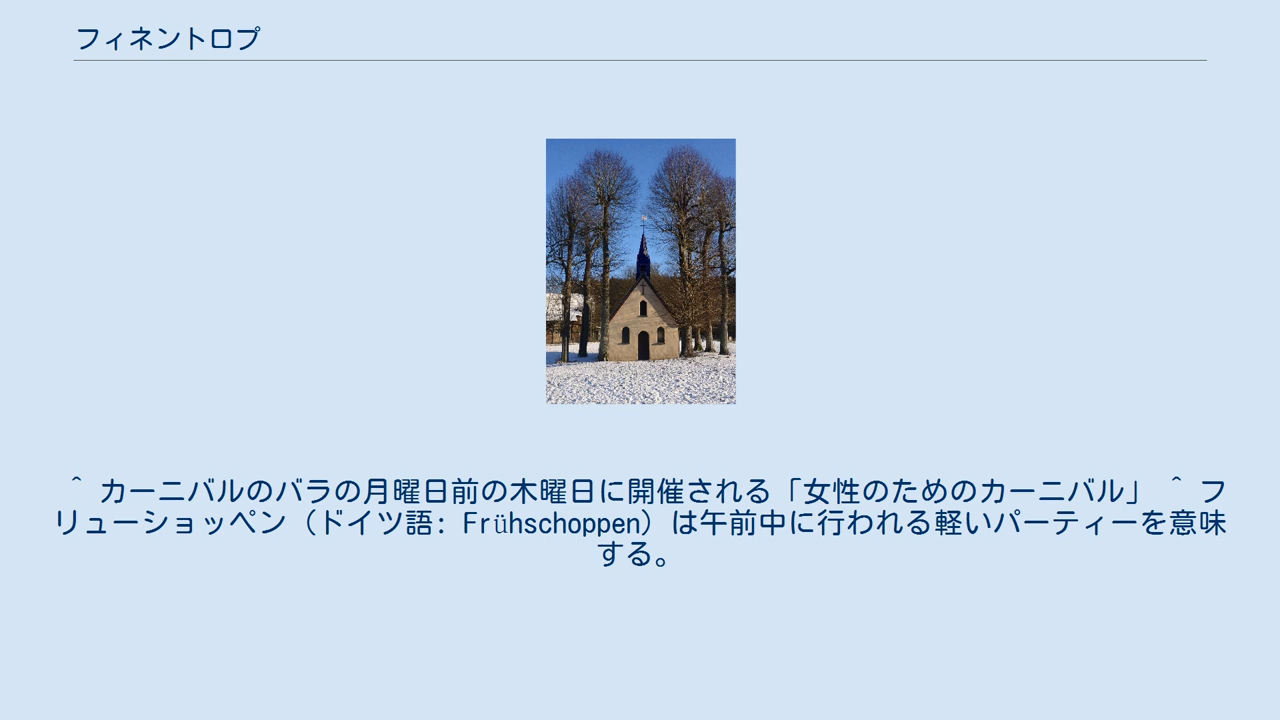 フィネントロプ
^ カーニバルのバラの月曜日前の木曜日に開催される「女性のためのカーニバル」 ^ フ
リューショッペン（ドイツ語: Frühschoppen）は午前中に行われる軽いパーティーを意味
する。